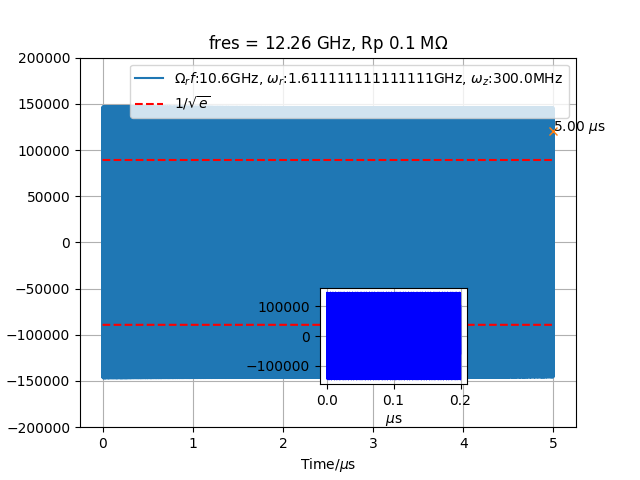 fres = 12.26 GHz, Rp 0.1 MΩ
200000
Ω_rf:10.6GHz, ω_r:1.611111111111111GHz, ω_z:300.0MHz
150000
1/√e
5.00 μs
100000
50000
0
−50000
−100000
−150000
−200000
100000
0
−100000
0.0 0.1 0.2
μs
0 1 2 3 4 5
Time/μs